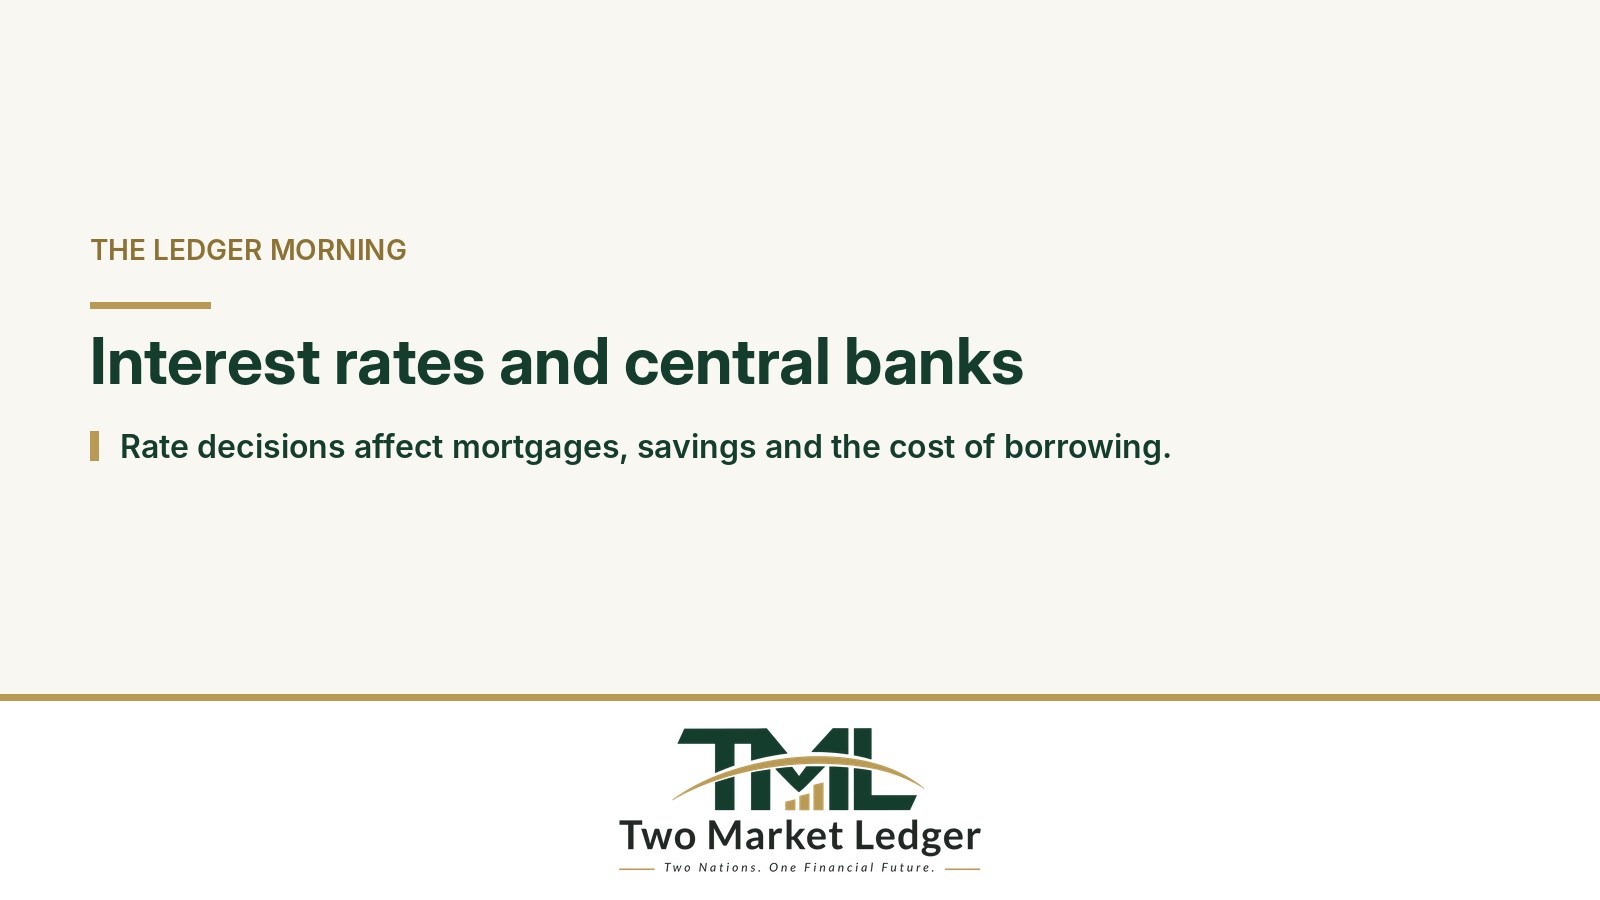 THE LEDGER MORNING
Interest rates and central banks
Rate decisions affect mortgages, savings and the cost of borrowing.
TML
Two Market Ledger
Two Nations. One Financial Future.